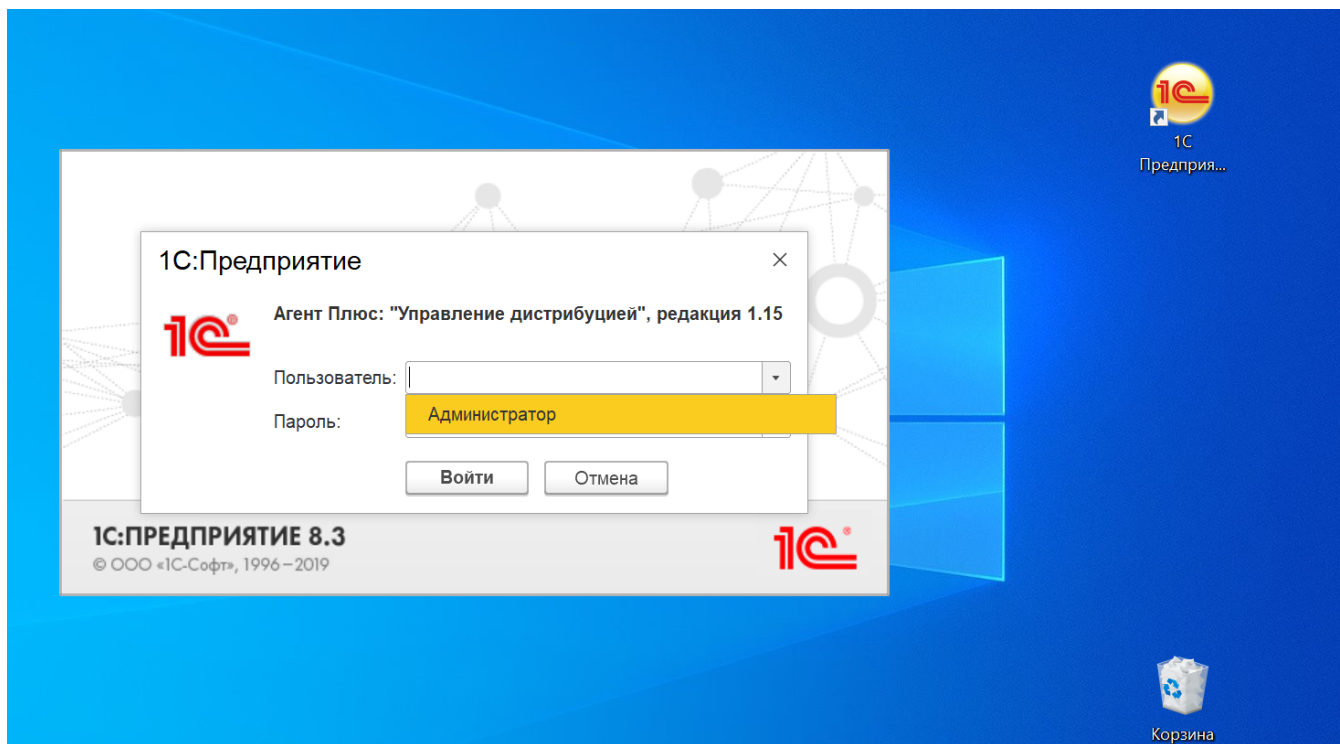 1С
Предприя...
1С:Предприятие
1С®
Агент Плюс: "Управление дистрибуцией", редакция 1.15
Пользователь:
Администратор
Пароль:
Войти
Отмена
1С:ПРЕДПРИЯТИЕ 8.3
© ООО «1С-Софт», 1996–2019
1С®
Корзина